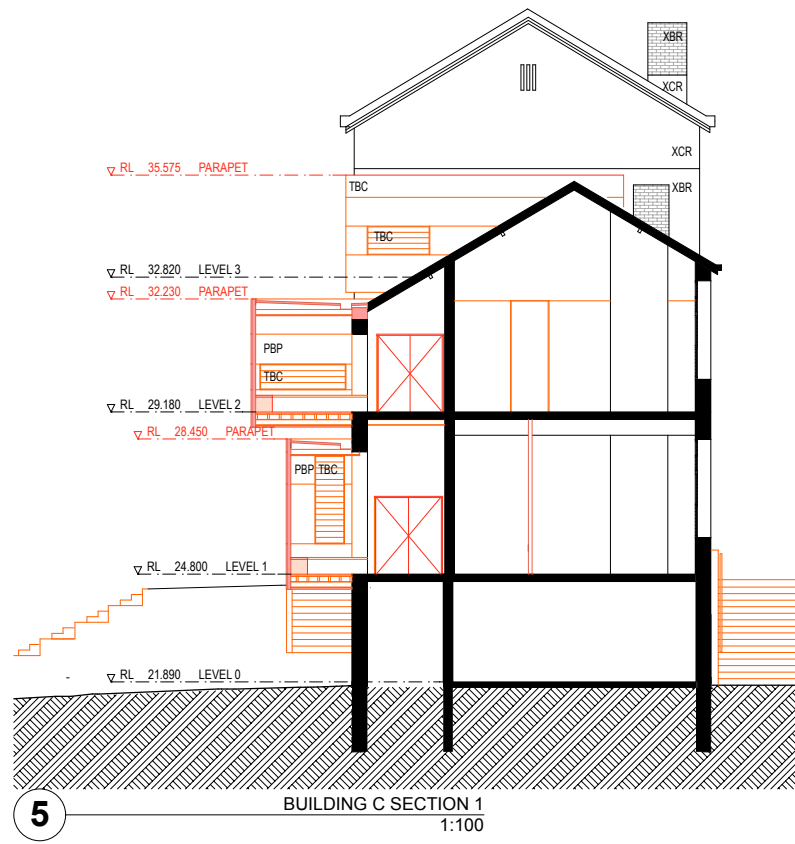 XBR
XCR
XCR
RL 35.575 PARAPET
TBC
XBR
TBC
RL 32.820 LEVEL 3
RL 32.230 PARAPET
PBP
TBC
RL 29.180 LEVEL 2
RL 28.450 PARAPET
PBP TBC
RL 24.800 LEVEL 1
RL 21.890 LEVEL 0
5
BUILDING C SECTION 1
1:100